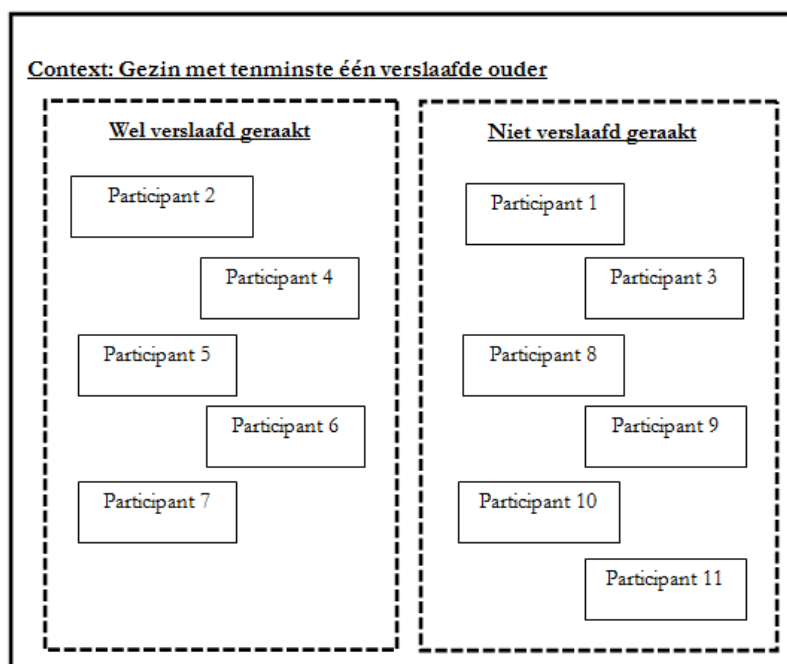 Context: Gezin met tenminste één verslaafde ouder
Wel verslaafd geraakt
Participant 2
Participant 4
Participant 5
Participant 6
Participant 7
Niet verslaafd geraakt
Participant 1
Participant 3
Participant 8
Participant 9
Participant 10
Participant 11